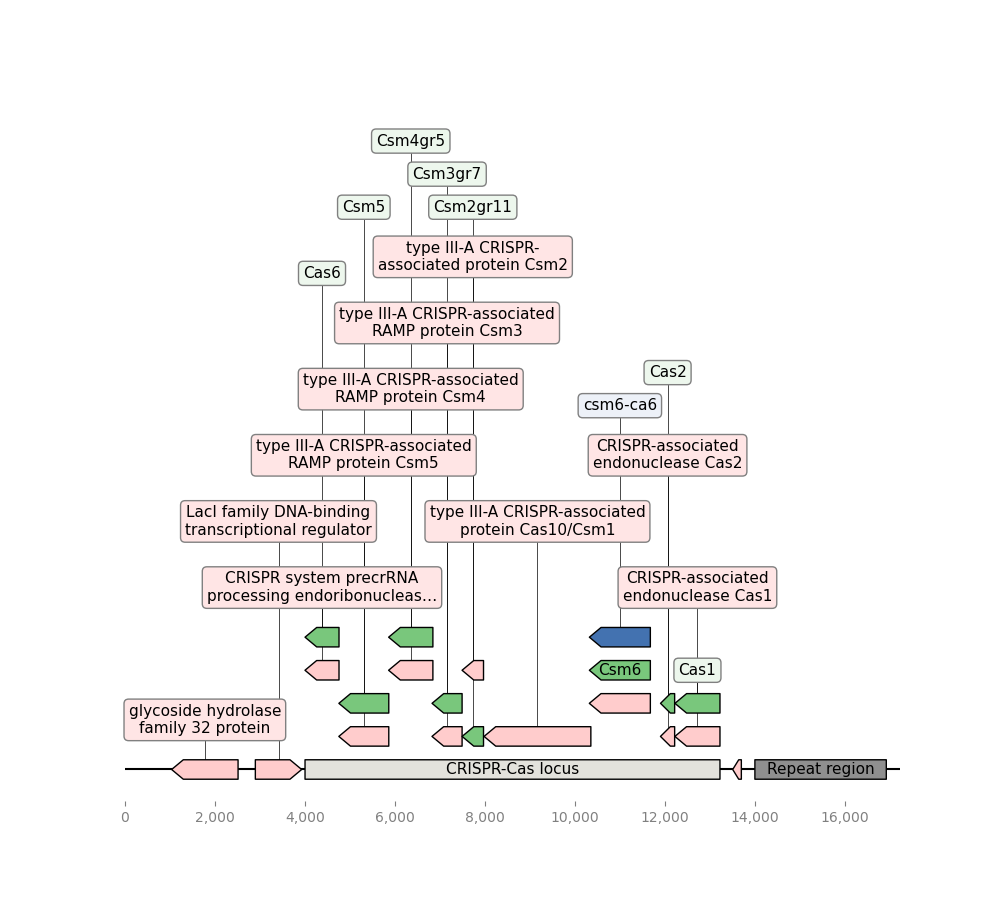 Csm4gr5
Csm3gr7
Csm5
Csm2gr11
type III-A CRISPR-
associated protein Csm2
Cas6
type III-A CRISPR-associated
RAMP protein Csm3
type III-A CRISPR-associated
RAMP protein Csm4
Cas2
csm6-ca6
type III-A CRISPR-associated
RAMP protein Csm5
CRISPR-associated
endonuclease Cas2
LacI family DNA-binding
transcriptional regulator
type III-A CRISPR-associated
protein Cas10/Csm1
CRISPR system precrRNA
processing endoribonucleas…
CRISPR-associated
endonuclease Cas1
Csm6
Cas1
glycoside hydrolase
family 32 protein
CRISPR-Cas locus
Repeat region
0 2,000 4,000 6,000 8,000 10,000 12,000 14,000 16,000